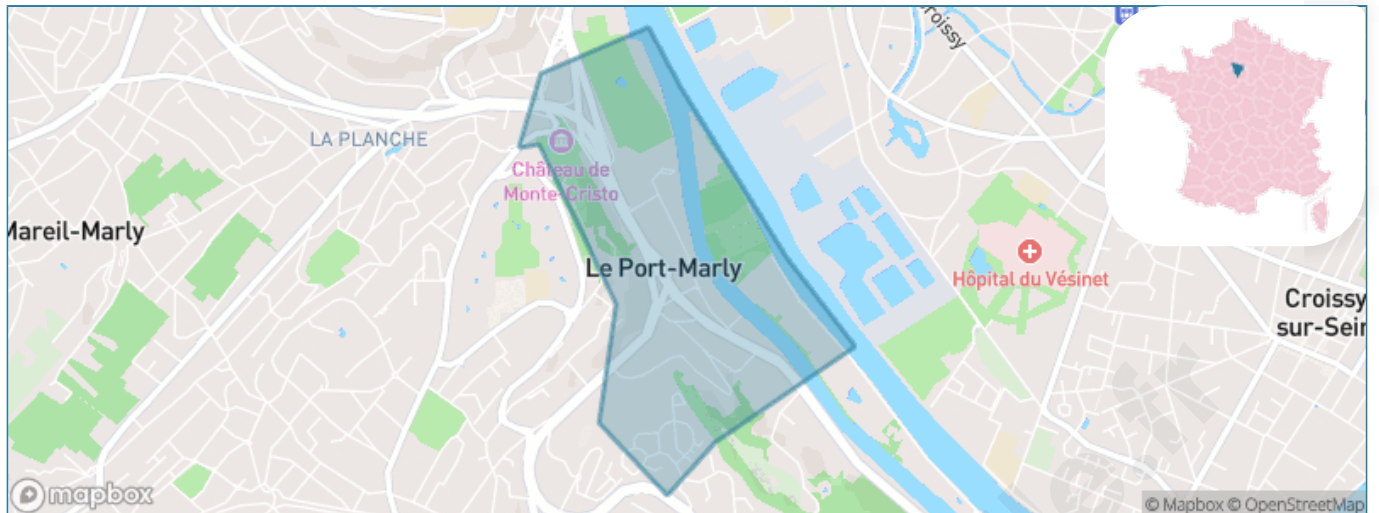 Croissy
LA PLANCHE
Château de
Monte-Cristo
Mareil-Marly
Le Port-Marly
Hôpital du Vésinet
Croissy
sur-Sein
mapbox
© Mapbox © OpenStreetMap